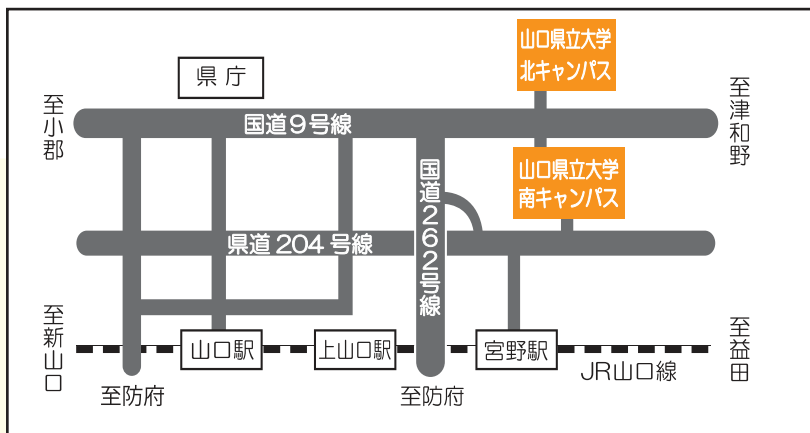 山口県立大学
北キャンパス
県庁
至小郡
国道9号線
至津和野
山口県立大学
南キャンパス
国道262号線
県道204号線
至新山口
山口駅
上山口駅
宮野駅
至益田
JR山口線
至防府
至防府